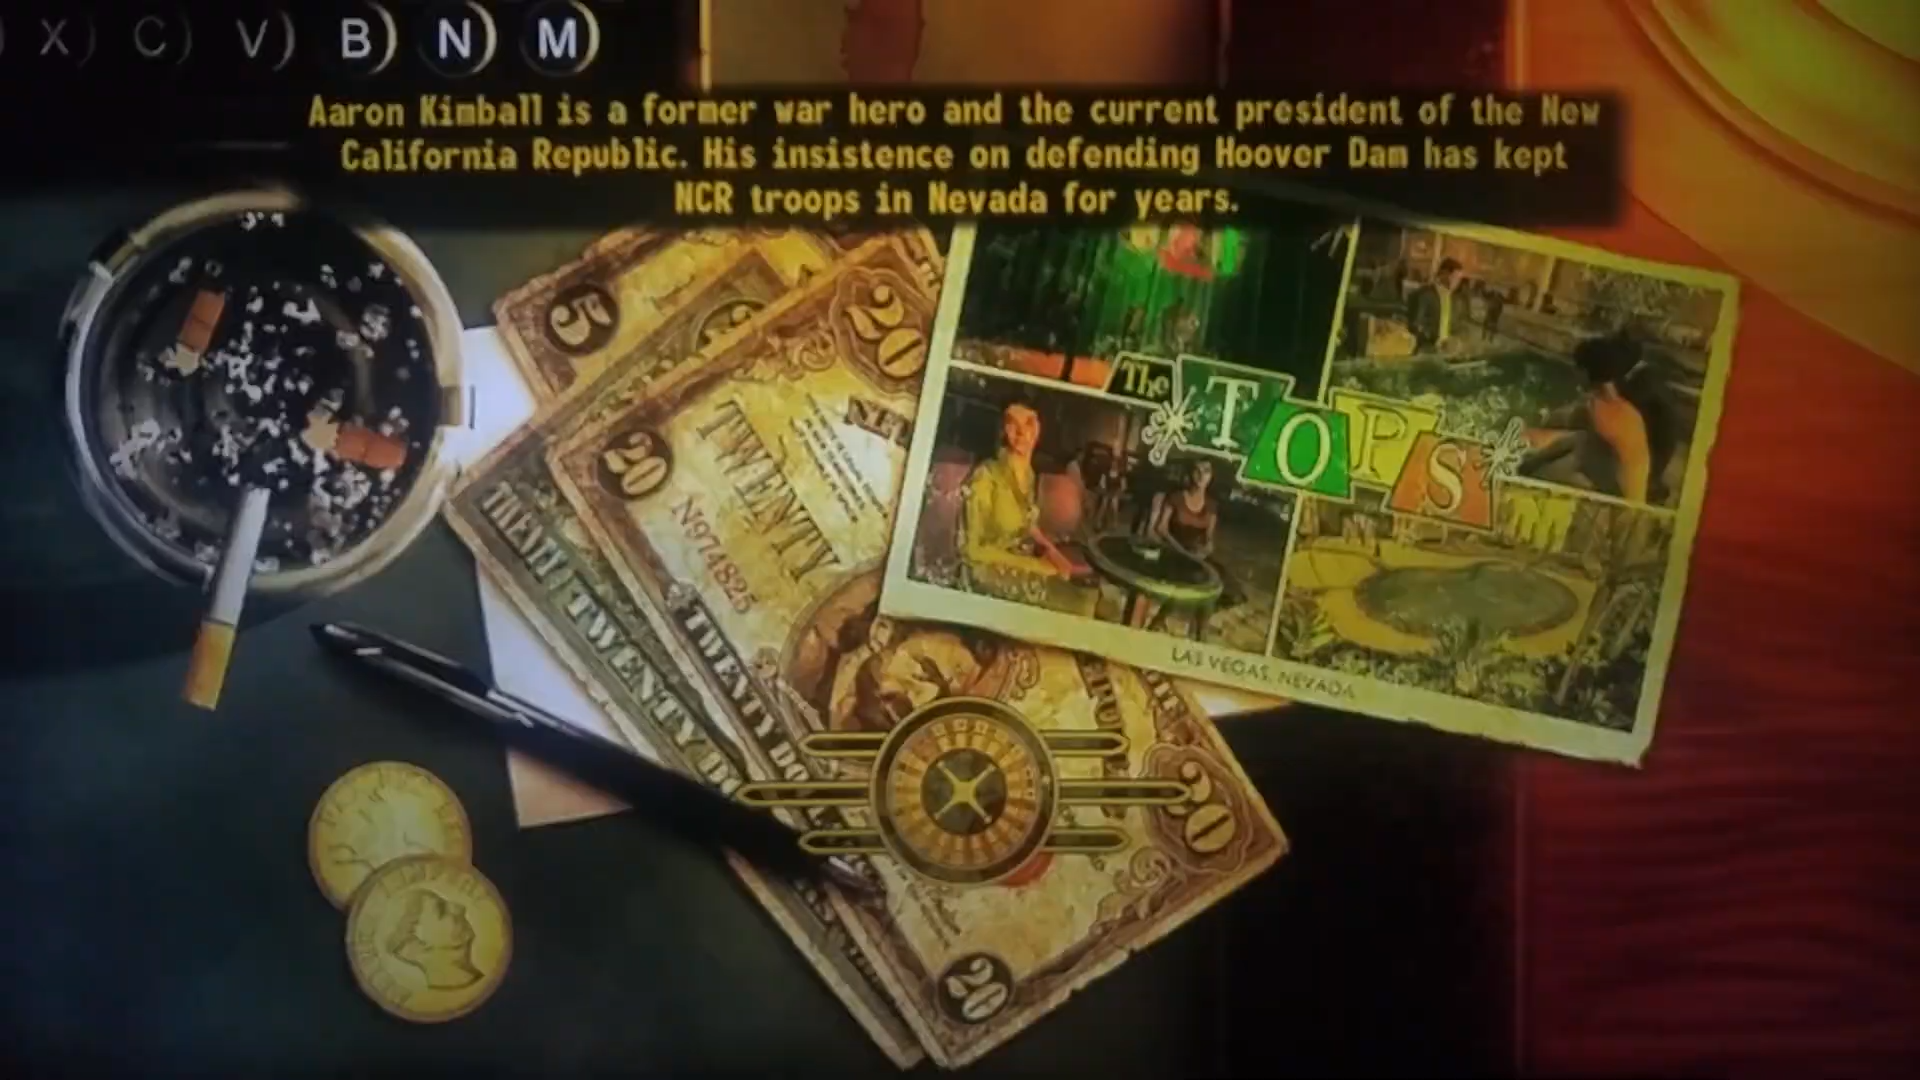 X) C) V) B) N) M)
Aaron Kimball is a former war hero and the current president of the New
California Republic. His insistence on defending Hoover Dam has kept
NCR troops in Nevada for years.
5
20
20
TWENTY
N9748325
TWENTY TWENTY
TWENTY
The TOPS
LAS VEGAS, NEVADA
20
20